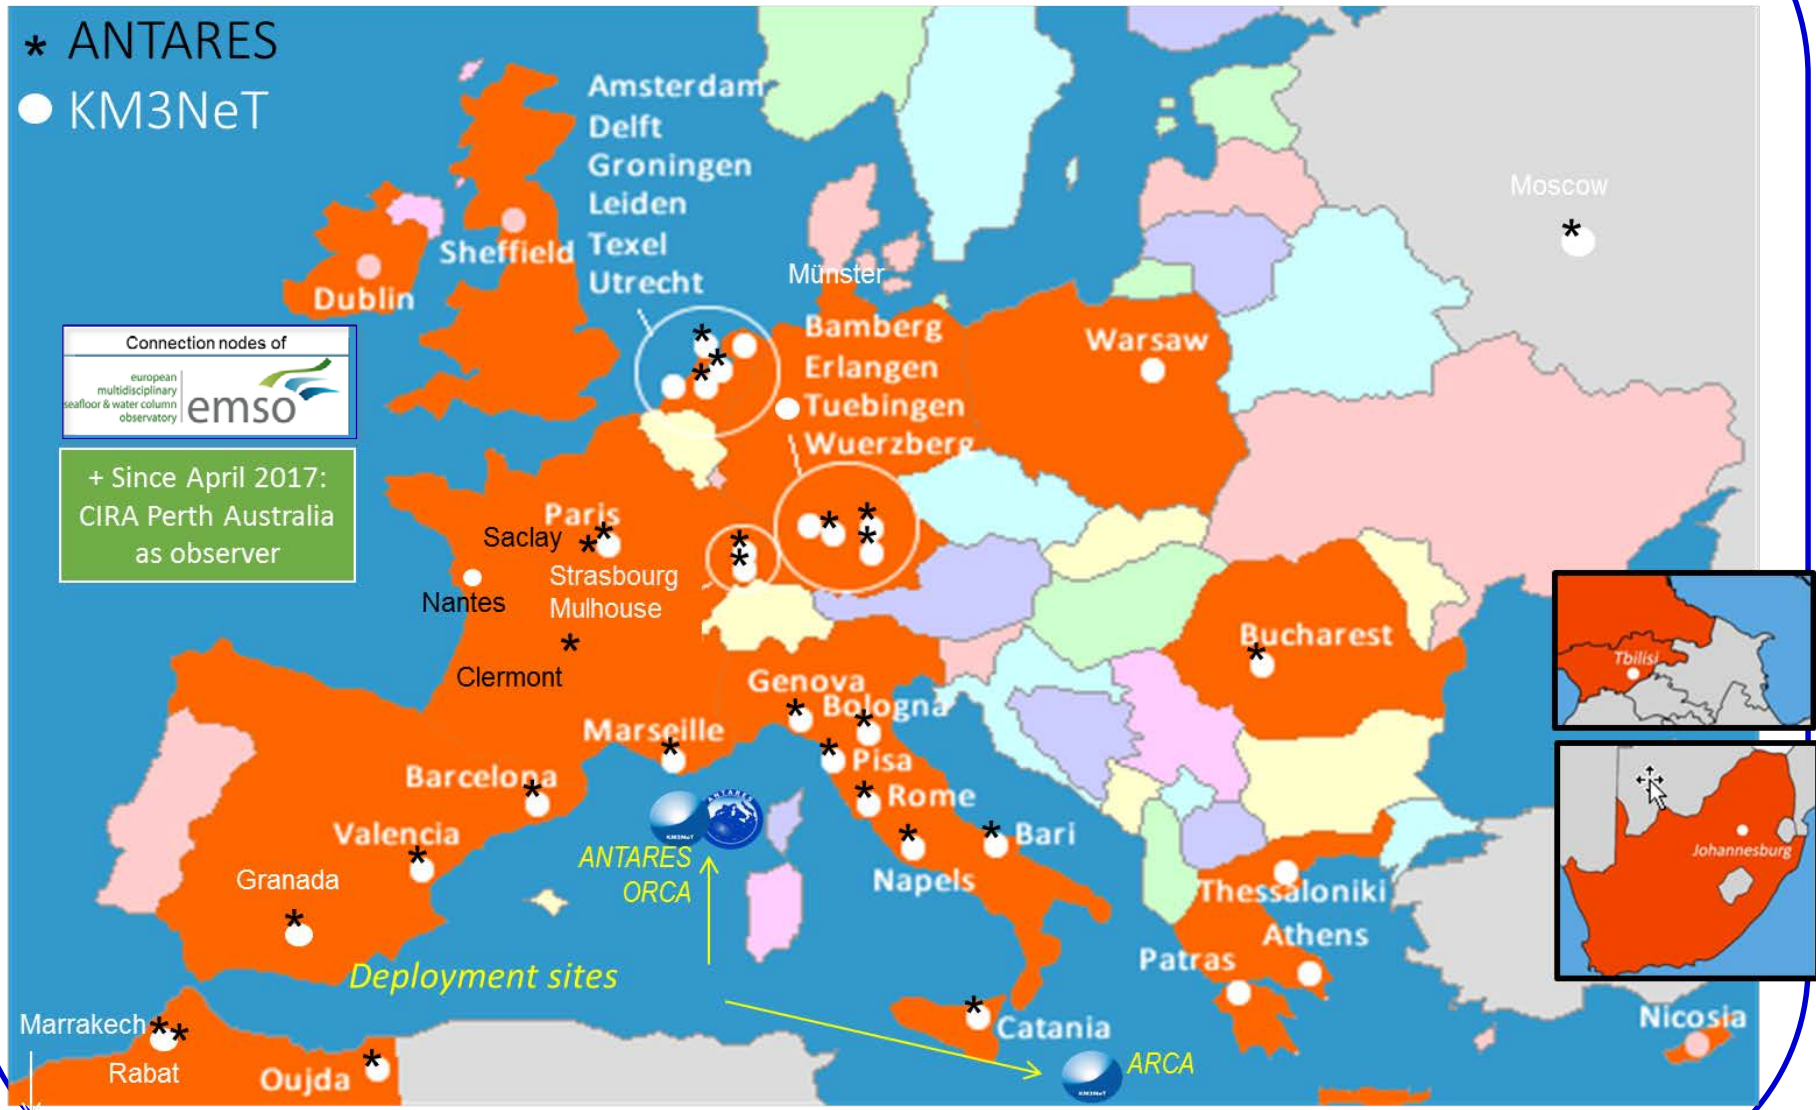 * ANTARES
KM3NeT
Amsterdam
Delft
Groningen
Leiden
Texel
Utrecht
Sheffield
Dublin
Moscow
Münster
Bamberg
Erlangen
Tuebingen
Wuerzberg
Warsaw
Connection nodes of
european
multidisciplinary
seafloor & water column
observatory
emso
+ Since April 2017:
CIRA Perth Australia
as observer
Paris
Saclay
Strasbourg
Mulhouse
Nantes
Clermont
Bucharest
Tbilisi
Genova
Bologna
Marseille
Pisa
Barcelona
Rome
ANTARES
KM3NeT
Valencia
Bari
ANTARES
ORCA
Napels
Granada
Johannesburg
Thessaloniki
Athens
Patras
Deployment sites
Marrakech
Rabat
Oujda
Catania
Nicosia
ARCA
KM3NeT